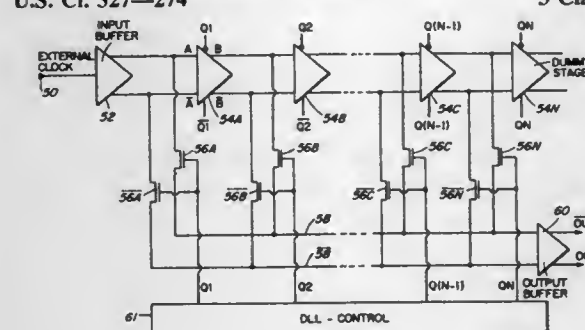 U.S. Cl. 327—274
INPUT BUFFER
EXTERNAL CLOCK
50
52
A B
A̅ B̅
Q1 Q2 Q(N-1) QN
DUMMY STAGE
54A 54B 54C 54N
Q̅1̅ Q̅2̅ Q(N-1) QN
56A 56B 56C 56N
5̅6̅A̅ 5̅6̅B̅ 5̅6̅C̅ 5̅6̅N̅
58
5̅8̅
60
OUTPUT BUFFER
Q1 Q2 Q(N-1) QN
61
DLL - CONTROL